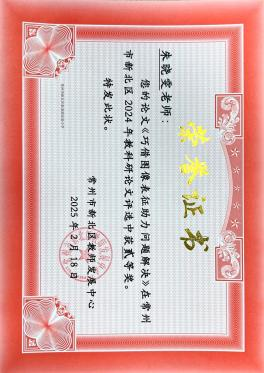 荣誉证书
朱晓雯老师：
您的论文《巧借图像表征助力问题解决》在常州
市新北区2024年教科研论文评选中获贰等奖。
特发此状。
常州市新北区教师发展中心
2025年2月18日